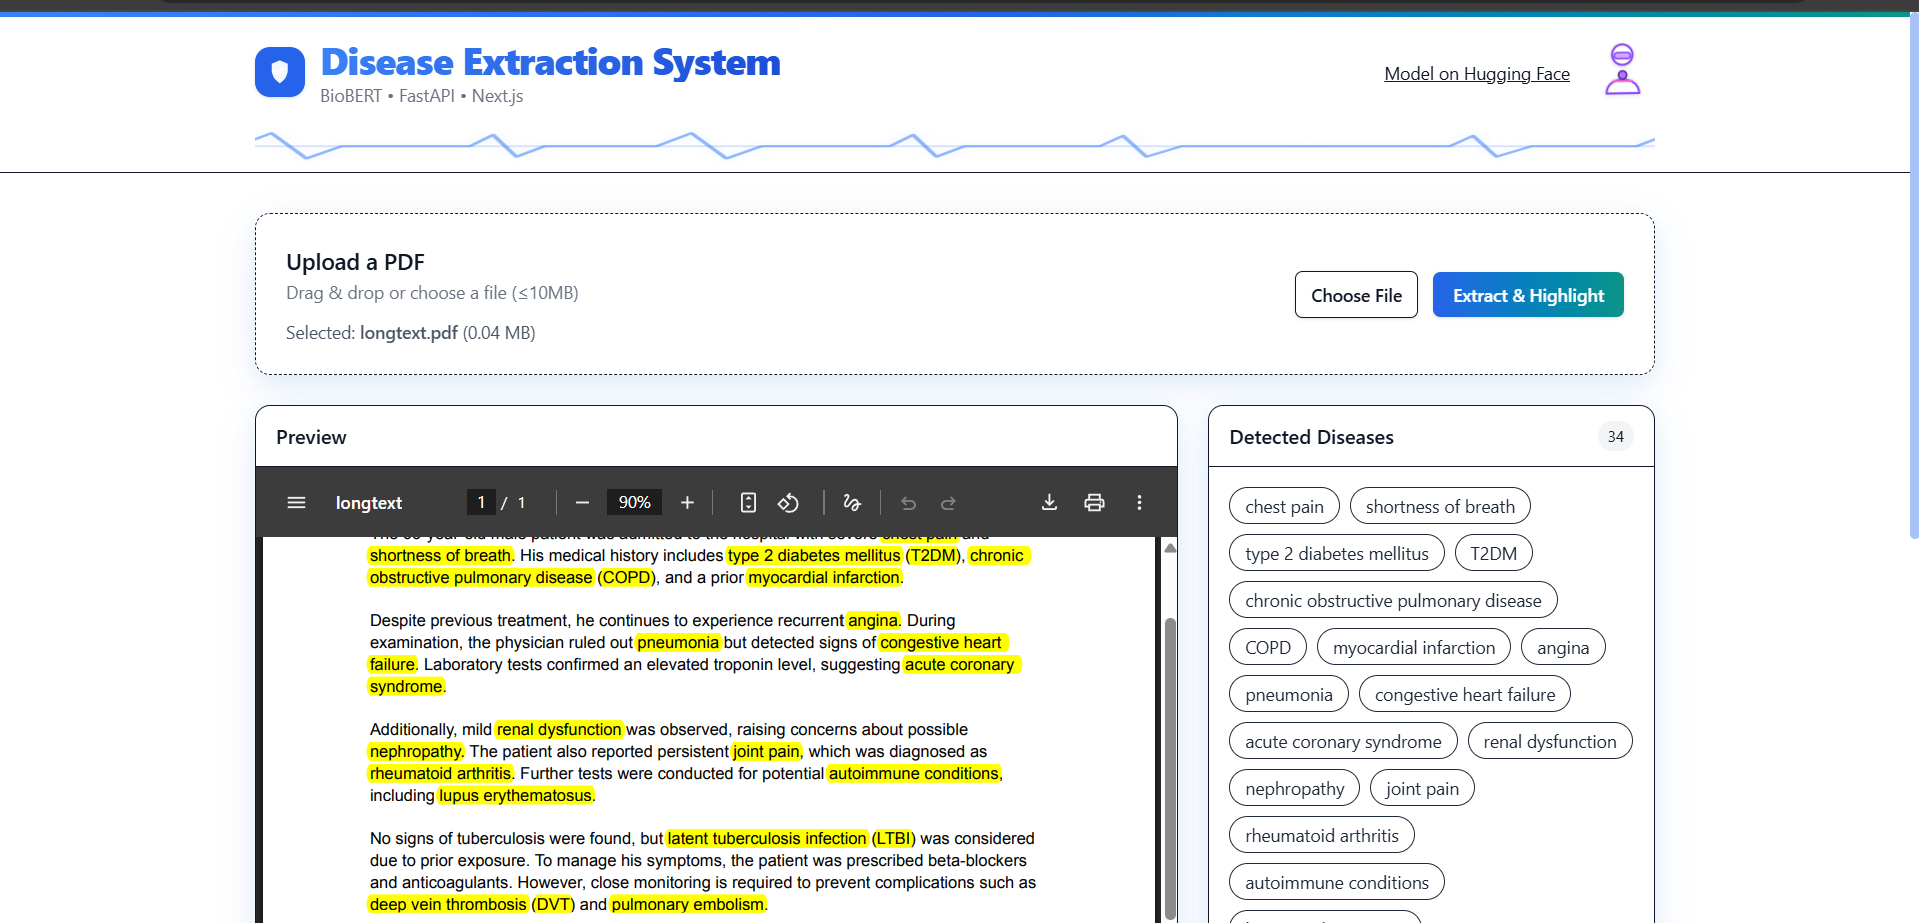 Disease Extraction System
BioBERT • FastAPI • Next.js
Model on Hugging Face
Upload a PDF
Drag & drop or choose a file (≤10MB)
Selected: longtext.pdf (0.04 MB)
Choose File
Extract & Highlight
Preview
longtext
1 / 1
90%
shortness of breath. His medical history includes type 2 diabetes mellitus (T2DM), chronic
obstructive pulmonary disease (COPD), and a prior myocardial infarction.
Despite previous treatment, he continues to experience recurrent angina. During
examination, the physician ruled out pneumonia but detected signs of congestive heart
failure. Laboratory tests confirmed an elevated troponin level, suggesting acute coronary
syndrome.
Additionally, mild renal dysfunction was observed, raising concerns about possible
nephropathy. The patient also reported persistent joint pain, which was diagnosed as
rheumatoid arthritis. Further tests were conducted for potential autoimmune conditions,
including lupus erythematosus.
No signs of tuberculosis were found, but latent tuberculosis infection (LTBI) was considered
due to prior exposure. To manage his symptoms, the patient was prescribed beta-blockers
and anticoagulants. However, close monitoring is required to prevent complications such as
deep vein thrombosis (DVT) and pulmonary embolism.
Detected Diseases
34
chest pain
shortness of breath
type 2 diabetes mellitus
T2DM
chronic obstructive pulmonary disease
COPD
myocardial infarction
angina
pneumonia
congestive heart failure
acute coronary syndrome
renal dysfunction
nephropathy
joint pain
rheumatoid arthritis
autoimmune conditions